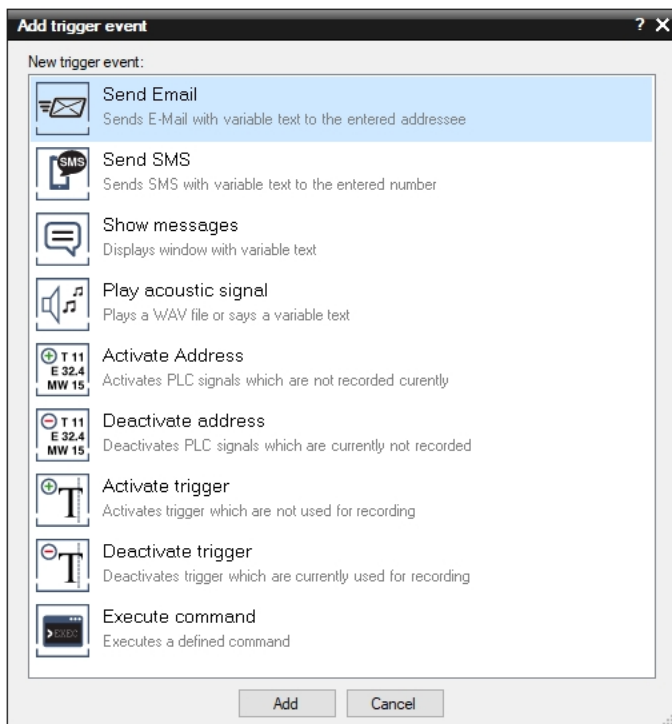 Add trigger event ? X
New trigger event:
Send Email
Sends E-Mail with variable text to the entered addressee
SMS
Send SMS
Sends SMS with variable text to the entered number
Show messages
Displays window with variable text
Play acoustic signal
Plays a WAV file or says a variable text
T 11
E 32.4
MW 15
Activate Address
Activates PLC signals which are not recorded curently
T 11
E 32.4
MW 15
Deactivate address
Deactivates PLC signals which are currently not recorded
T
Activate trigger
Activates trigger which are not used for recording
T
Deactivate trigger
Deactivates trigger which are currently used for recording
>EXEC
Execute command
Executes a defined command
Add Cancel